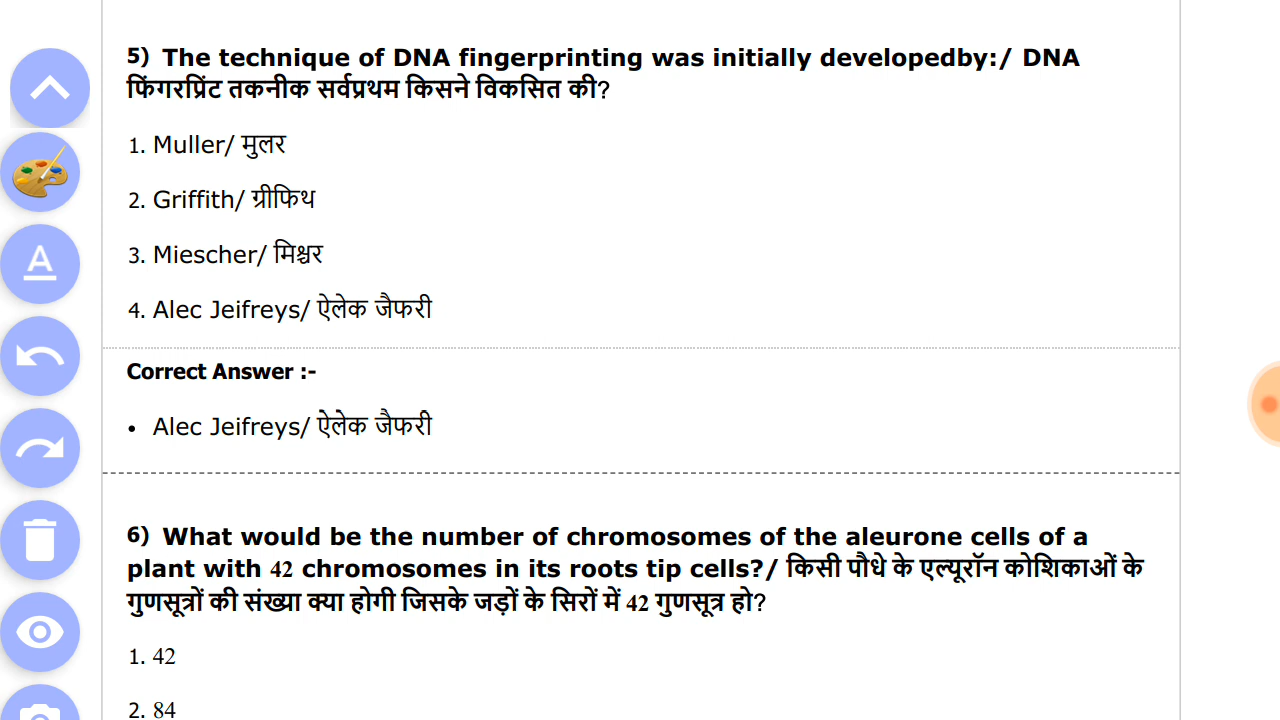 5) The technique of DNA fingerprinting was initially developedby:/ DNA
फिंगरप्रिंट तकनीक सर्वप्रथम किसने विकसित की?
1. Muller/ मुलर
2. Griffith/ ग्रीफिथ
3. Miescher/ मिश्चर
4. Alec Jeifreys/ ऐलेक जैफरी
Correct Answer :-
• Alec Jeifreys/ ऐलेक जैफरी
6) What would be the number of chromosomes of the aleurone cells of a
plant with 42 chromosomes in its roots tip cells?/ किसी पौधे के एल्यूरॉन कोशिकाओं के
गुणसूत्रों की संख्या क्या होगी जिसके जड़ों के सिरों में 42 गुणसूत्र हो?
1. 42
2. 84